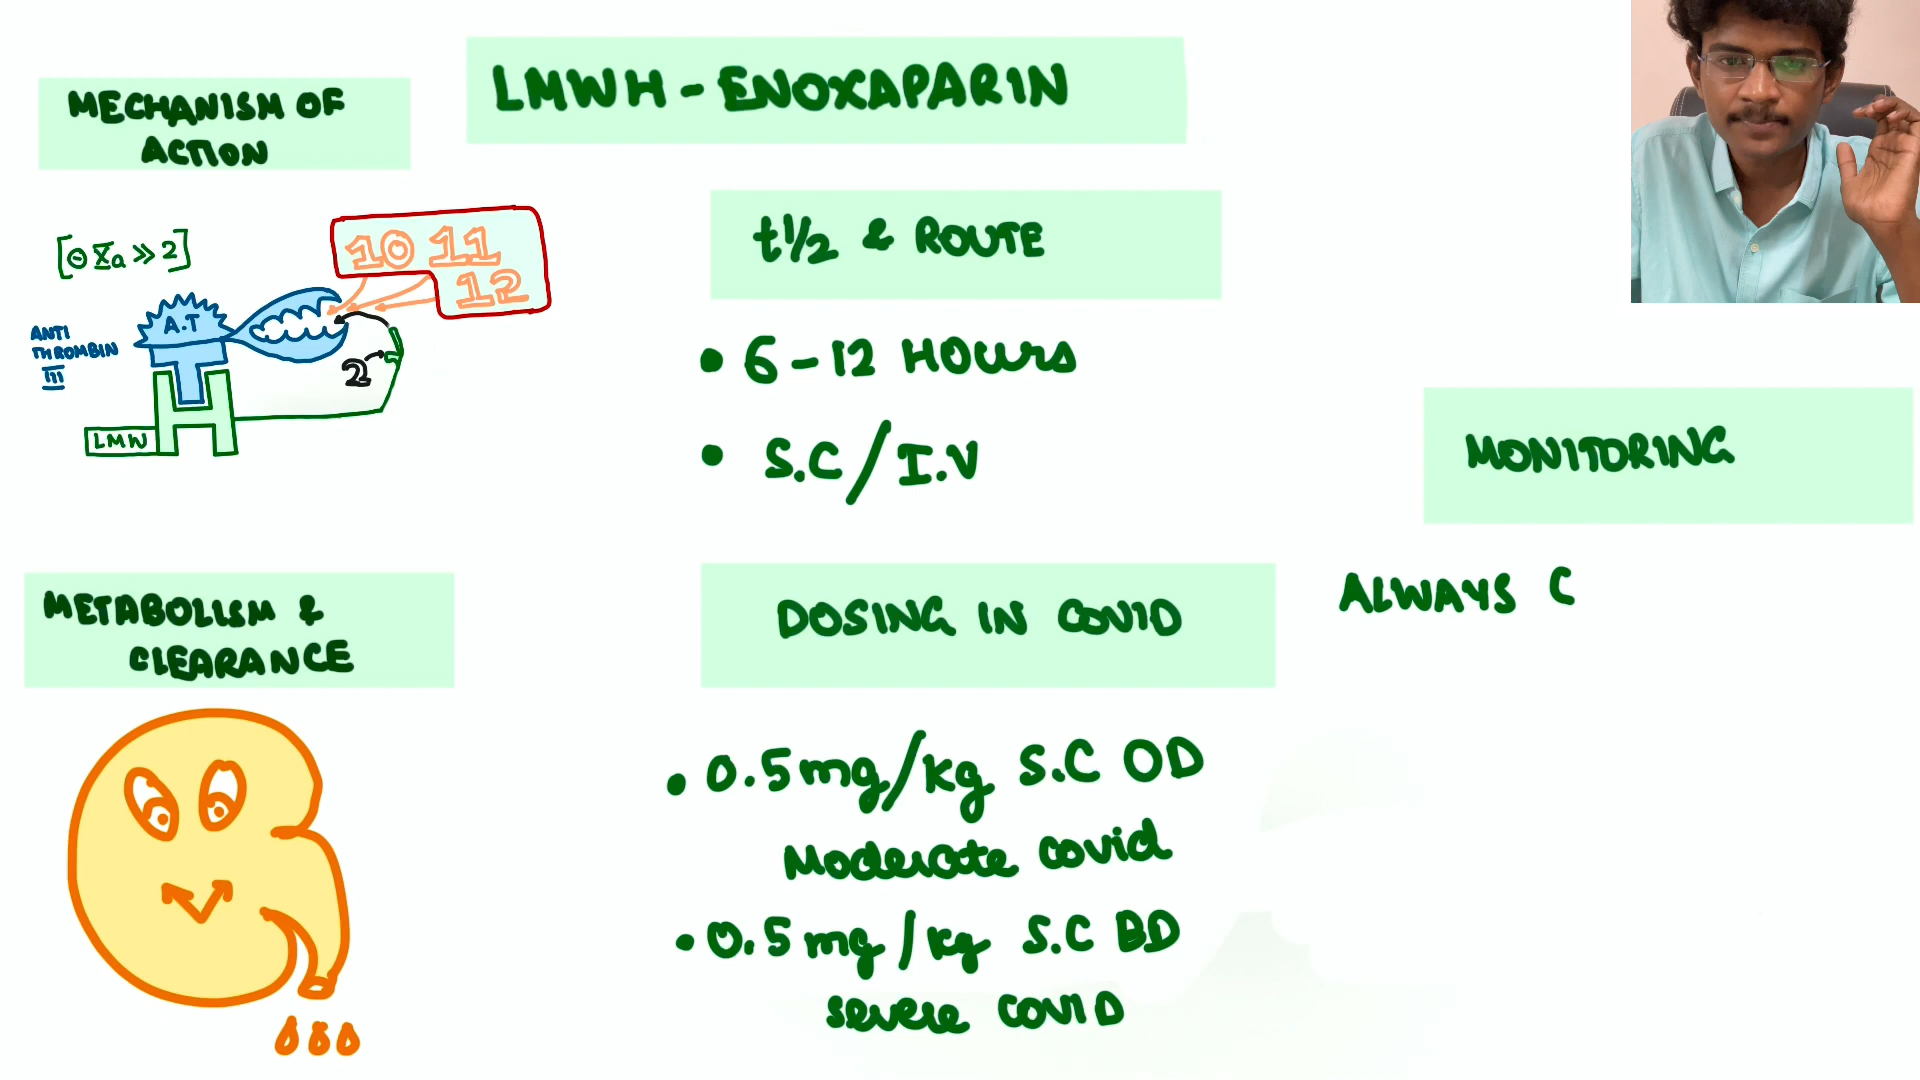 LMWH - ENOXAPARIN
MECHANISM OF
ACTION
[⊖ Xa >> 2]
10 11
12
A.T
ANTI
THROMBIN
III
2
LMW H
t1/2 & ROUTE
• 6-12 HOURS
• S.C/I.V
MONITORING
ALWAYS C
METABOLISM &
CLEARANCE
DOSING IN COVID
• 0.5mg/kg S.C OD
Moderate covid
• 0.5mg/kg S.C BD
severe COVID